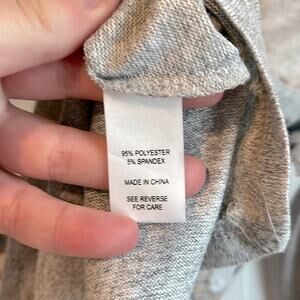 95% POLYESTER
5% SPANDEX
MADE IN CHINA
SEE REVERSE
FOR CARE